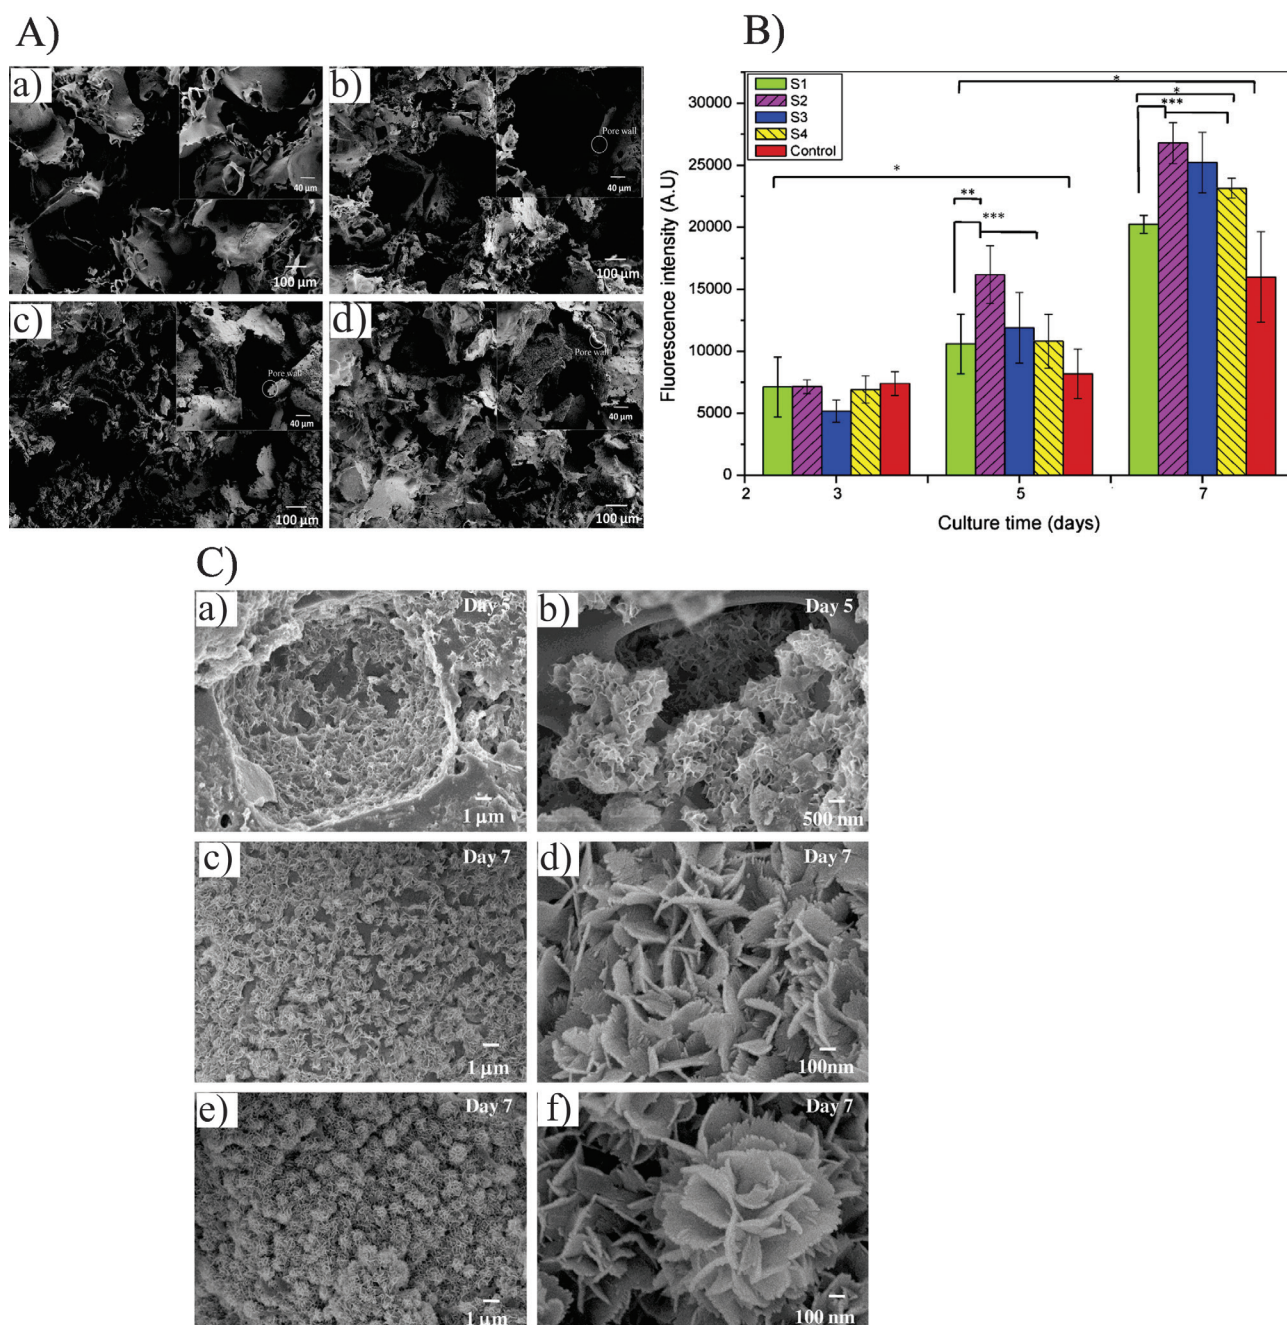 A)
a)
40 µm
100 µm
b)
Pore wall
40 µm
100 µm
c)
Pore wall
40 µm
100 µm
d)
Pore wall
40 µm
100 µm
B)
S1
S2
S3
S4
Control
*
**
***
*
*
***
30000
25000
20000
15000
10000
5000
0
Fluorescence intensity (A.U)
2
3
5
7
Culture time (days)
C)
a)
Day 5
1 µm
b)
Day 5
500 nm
c)
Day 7
1 µm
d)
Day 7
100nm
e)
Day 7
1 µm
f)
Day 7
100 nm